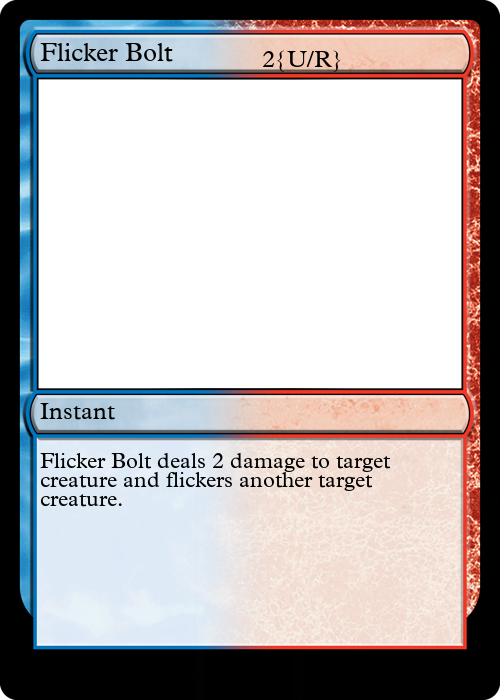 Flicker Bolt 2{U/R}
Instant
Flicker Bolt deals 2 damage to target
creature and flickers another target
creature.